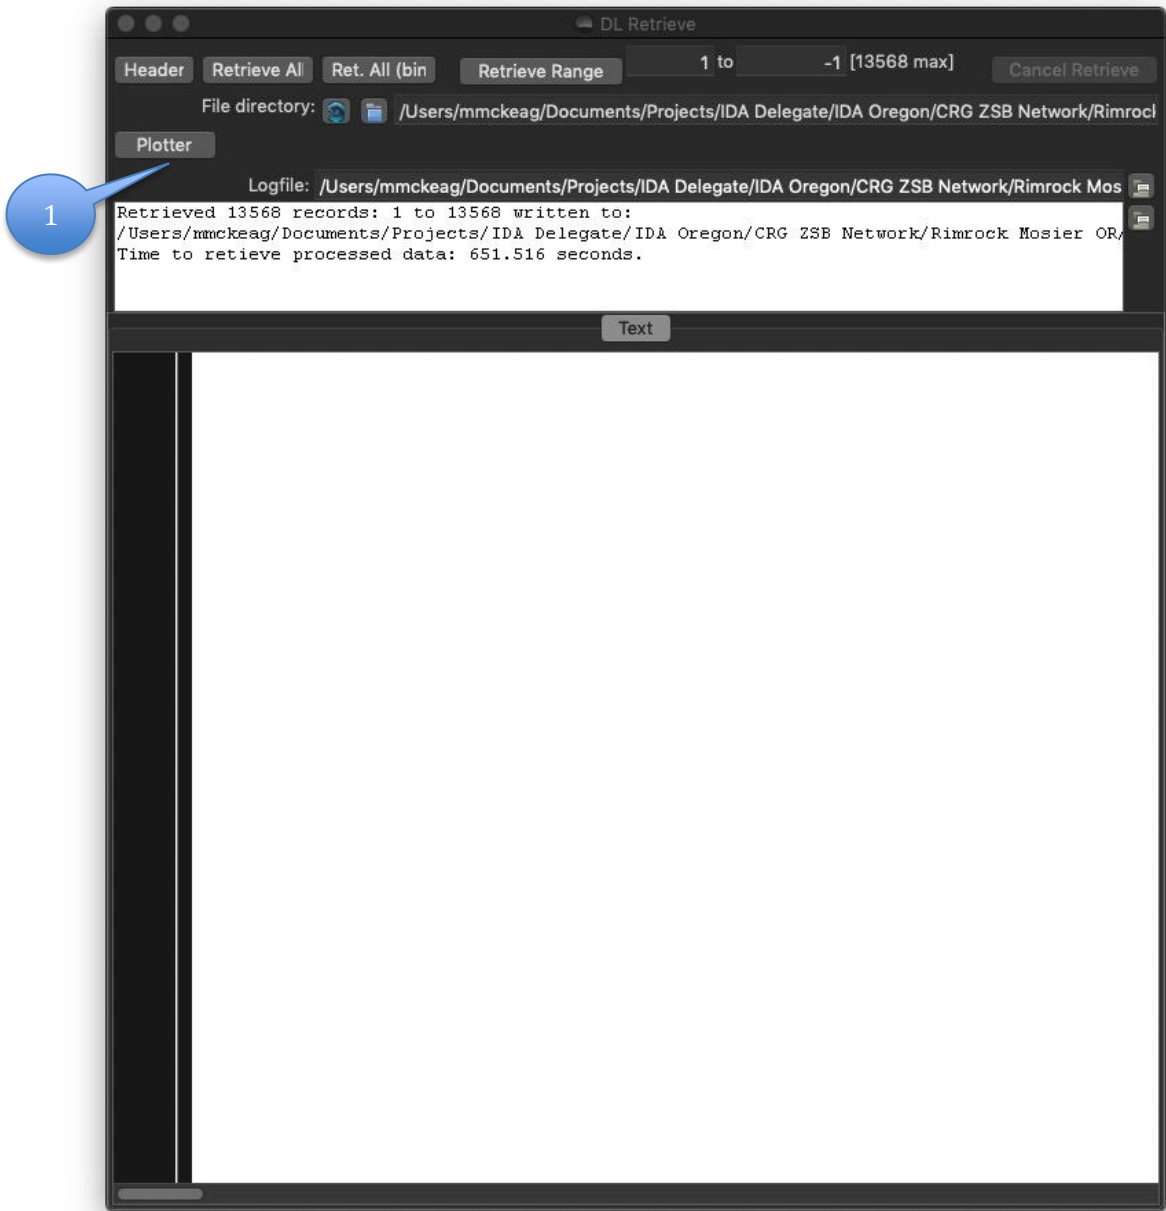 DL Retrieve
Header Retrieve Al Ret. All (bin Retrieve Range 1 to -1 [13568 max] Cancel Retrieve
File directory: /Users/mmckeag/Documents/Projects/IDA Delegate/IDA Oregon/CRG ZSB Network/Rimrock
Plotter
1
Logfile: /Users/mmckeag/Documents/Projects/IDA Delegate/IDA Oregon/CRG ZSB Network/Rimrock Mos
Retrieved 13568 records: 1 to 13568 written to:
/Users/mmckeag/Documents/Projects/IDA Delegate/IDA Oregon/CRG ZSB Network/Rimrock Mosier OR/
Time to retieve processed data: 651.516 seconds.
Text